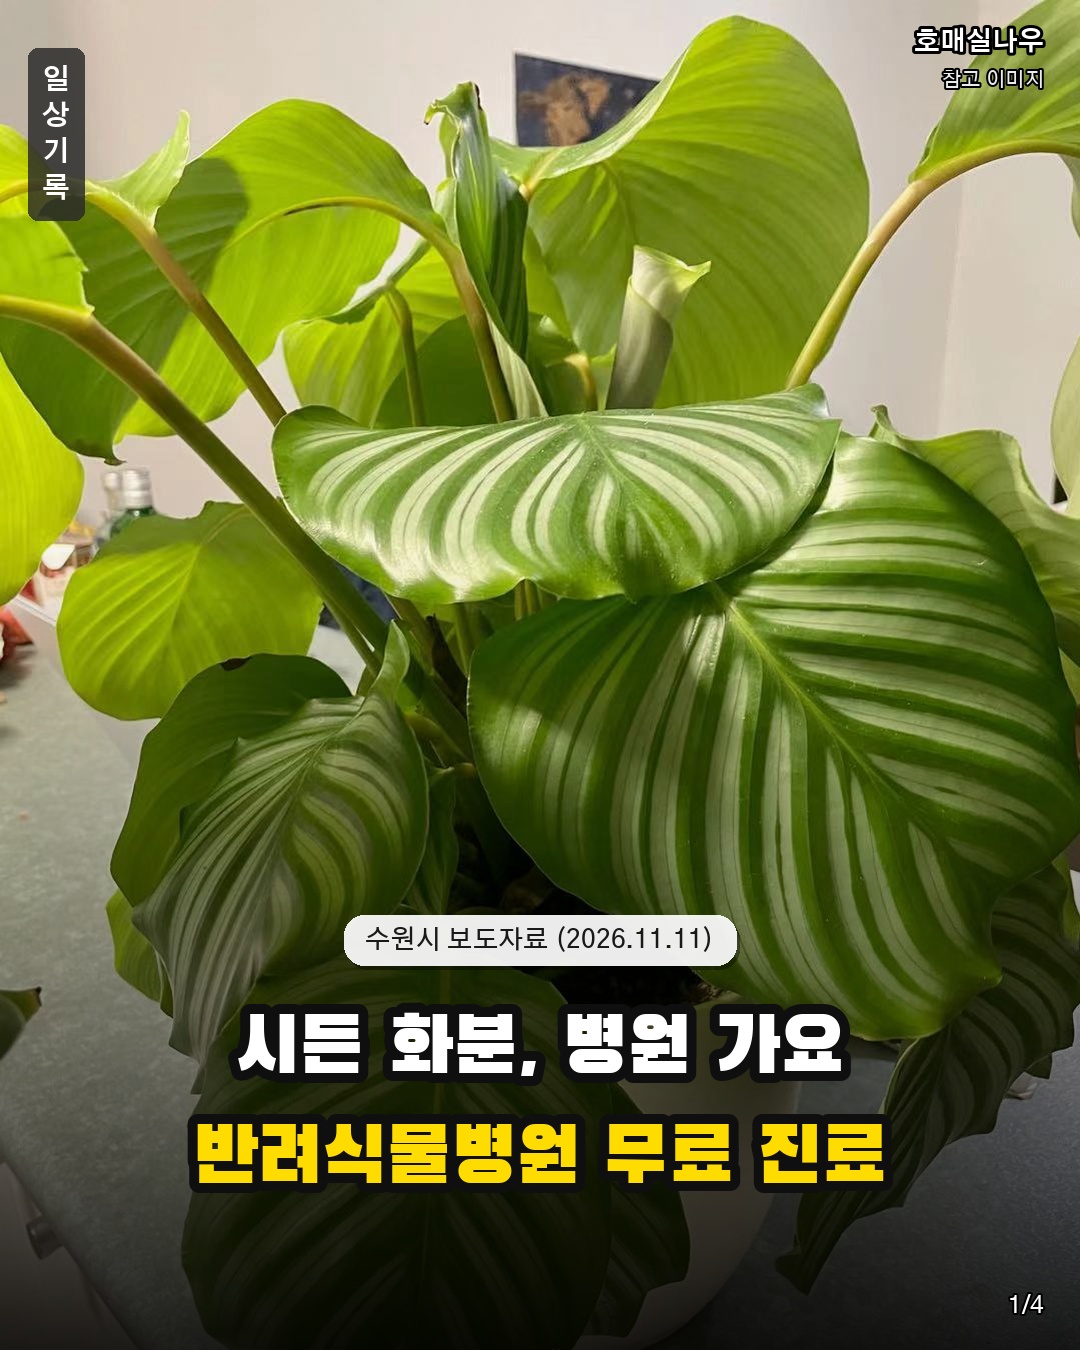 일상기록
호매실나우
참고 이미지
수원시 보도자료 (2026.11.11)
시든 화분, 병원 가요
반려식물병원 무료 진료
1/4